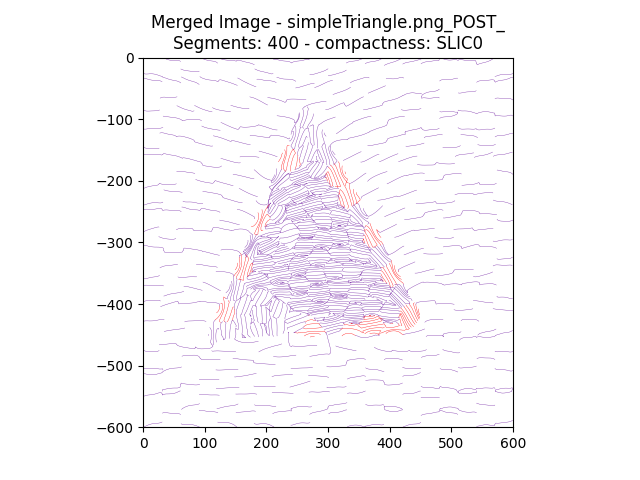 Merged Image - simpleTriangle.png_POST_
Segments: 400 - compactness: SLIC0
0
−100
−200
−300
−400
−500
−600
0 100 200 300 400 500 600